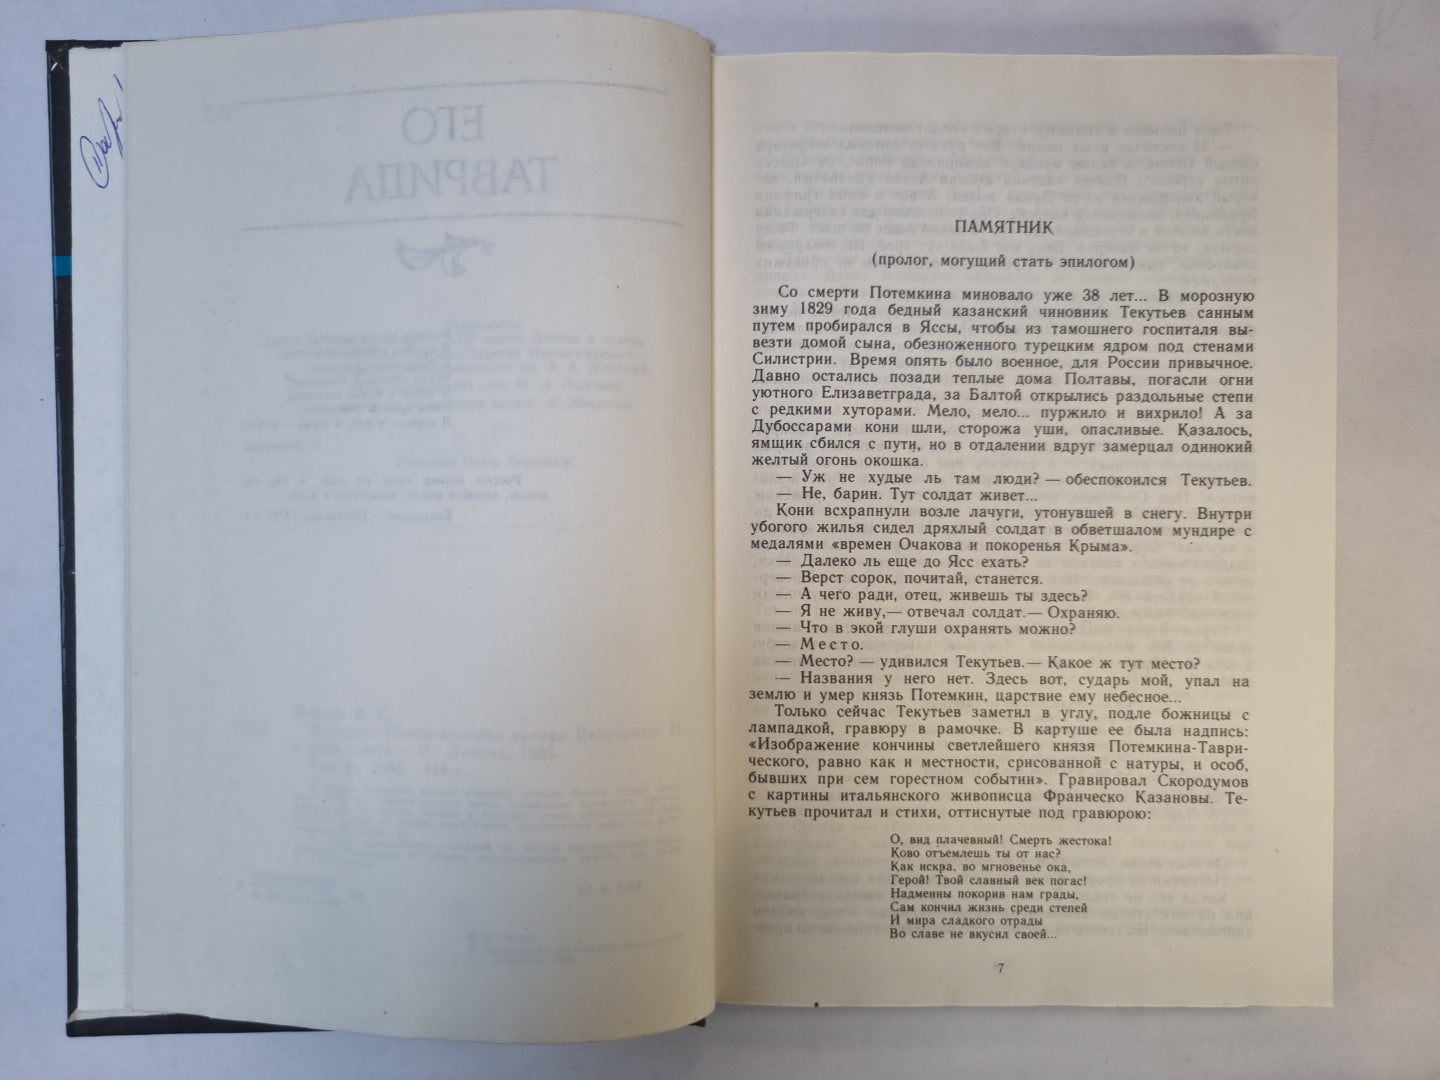 ЕГО
ТАВРИДА
ПАМЯТНИК
(пролог, могущий стать эпилогом)
Со смерти Потемкина миновало уже 38 лет... В морозную
зиму 1829 года бедный казанский чиновник Текутьев санным
путем пробирался в Яссы, чтобы из тамошнего госпиталя вы-
везти домой сына, обезноженного турецким ядром под стенами
Силистрии. Время опять было военное, для России привычное.
Давно остались позади теплые дома Полтавы, погасли огни
уютного Елизаветграда, за Балтой открылись раздольные степи
с редкими хуторами. Мело, мело... пуржило и вихрило! А за
Дубоссарами кони шли, сторожа уши, опасливые. Казалось,
ямщик сбился с пути, но в отдалении вдруг замерцал одинокий
желтый огонь окошка.
— Уж не худые ль там люди? — обеспокоился Текутьев.
— Не, барин. Тут солдат живет...
Кони всхрапнули возле лачуги, утонувшей в снегу. Внутри
убогого жилья сидел дряхлый солдат в обветшалом мундире с
медалями «времен Очакова и покоренья Крыма».
— Далеко ль еще до Ясс ехать?
— Верст сорок, почитай, станется.
— А чего ради, отец, живешь ты здесь?
— Я не живу,— отвечал солдат.— Охраняю.
— Что в экой глуши охранять можно?
— Место.
— Место? — удивился Текутьев.— Какое ж тут место?
— Названия у него нет. Здесь вот, сударь мой, упал на
землю и умер князь Потемкин, царствие ему небесное...
Только сейчас Текутьев заметил в углу, подле божницы с
лампадкой, гравюру в рамочке. В картуше ее была надпись:
«Изображение кончины светлейшего князя Потемкина-Таври-
ческого, равно как и местности, срисованной с натуры, и особ,
бывших при сем горестном событии». Гравировал Скородумов
с картины итальянского живописца Франческо Казановы. Те-
кутьев прочитал и стихи, оттиснутые под гравюрою:
О, вид плачевный! Смерть жестока!
Ково отъемлешь ты от нас?
Как искра, во мгновенье ока,
Герой! Твой славный век погас!
Надменны покорив нам грады,
Сам кончил жизнь среди степей
И мира сладкого отрады
Во славе не вкусил своей...
7